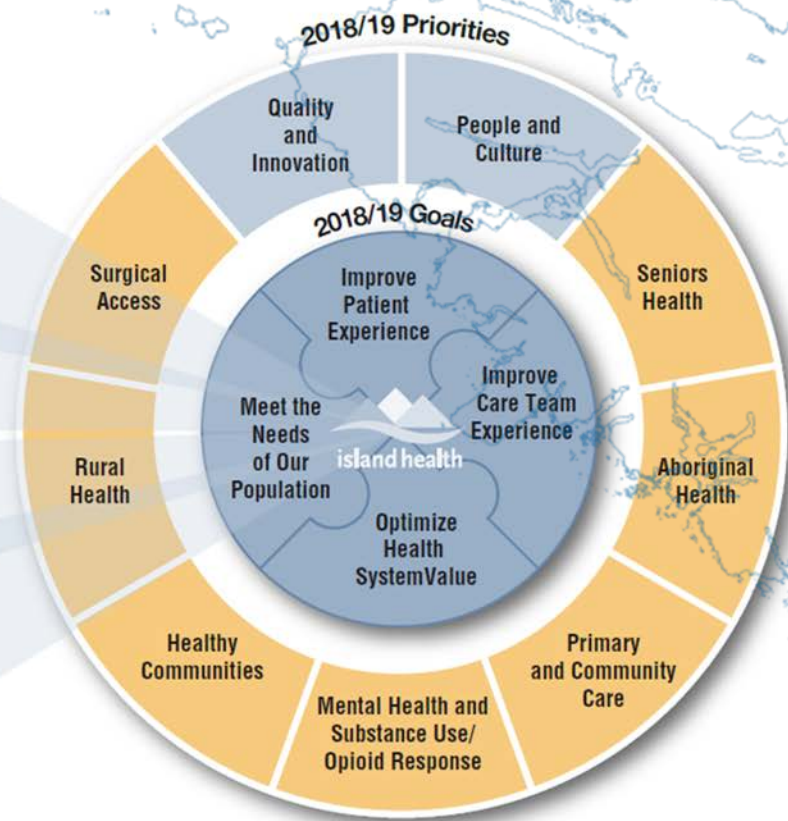 2018/19 Priorities
Quality
and
Innovation
People and
Culture
Surgical
Access
Seniors
Health
Rural
Health
Aboriginal
Health
Healthy
Communities
Primary
and Community
Care
Mental Health and
Substance Use/
Opioid Response
2018/19 Goals
Improve
Patient
Experience
Improve
Care Team
Experience
Meet the
Needs
of Our
Population
Optimize
Health
SystemValue
island health